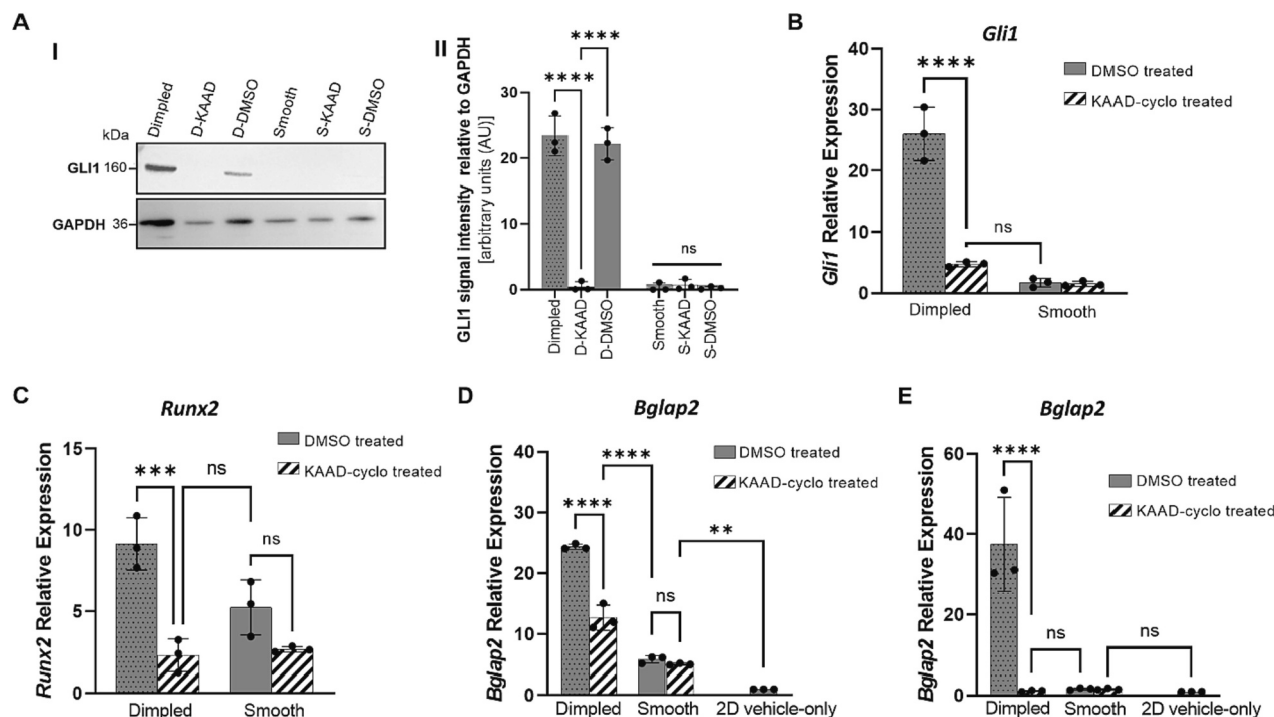 A
I
Dimpled
D-KAAD
D-DMSO
Smooth
S-KAAD
S-DMSO
kDa
GLI1 160
GAPDH 36
II
GLI1 signal intensity relative to GAPDH
[arbitrary units (AU)]
30
20
10
0
****
****
ns
Dimpled
D-KAAD
D-DMSO
Smooth
S-KAAD
S-DMSO
B
Gli1
Gli1 Relative Expression
40
30
20
10
0
****
ns
DMSO treated
KAAD-cyclo treated
Dimpled
Smooth
C
Runx2
Runx2 Relative Expression
15
10
5
0
***
ns
ns
DMSO treated
KAAD-cyclo treated
Dimpled
Smooth
D
Bglap2
Bglap2 Relative Expression
40
30
20
10
0
****
****
**
ns
DMSO treated
KAAD-cyclo treated
Dimpled
Smooth
2D vehicle-only
E
Bglap2
Bglap2 Relative Expression
60
40
20
0
****
ns
ns
DMSO treated
KAAD-cyclo treated
Dimpled
Smooth
2D vehicle-only